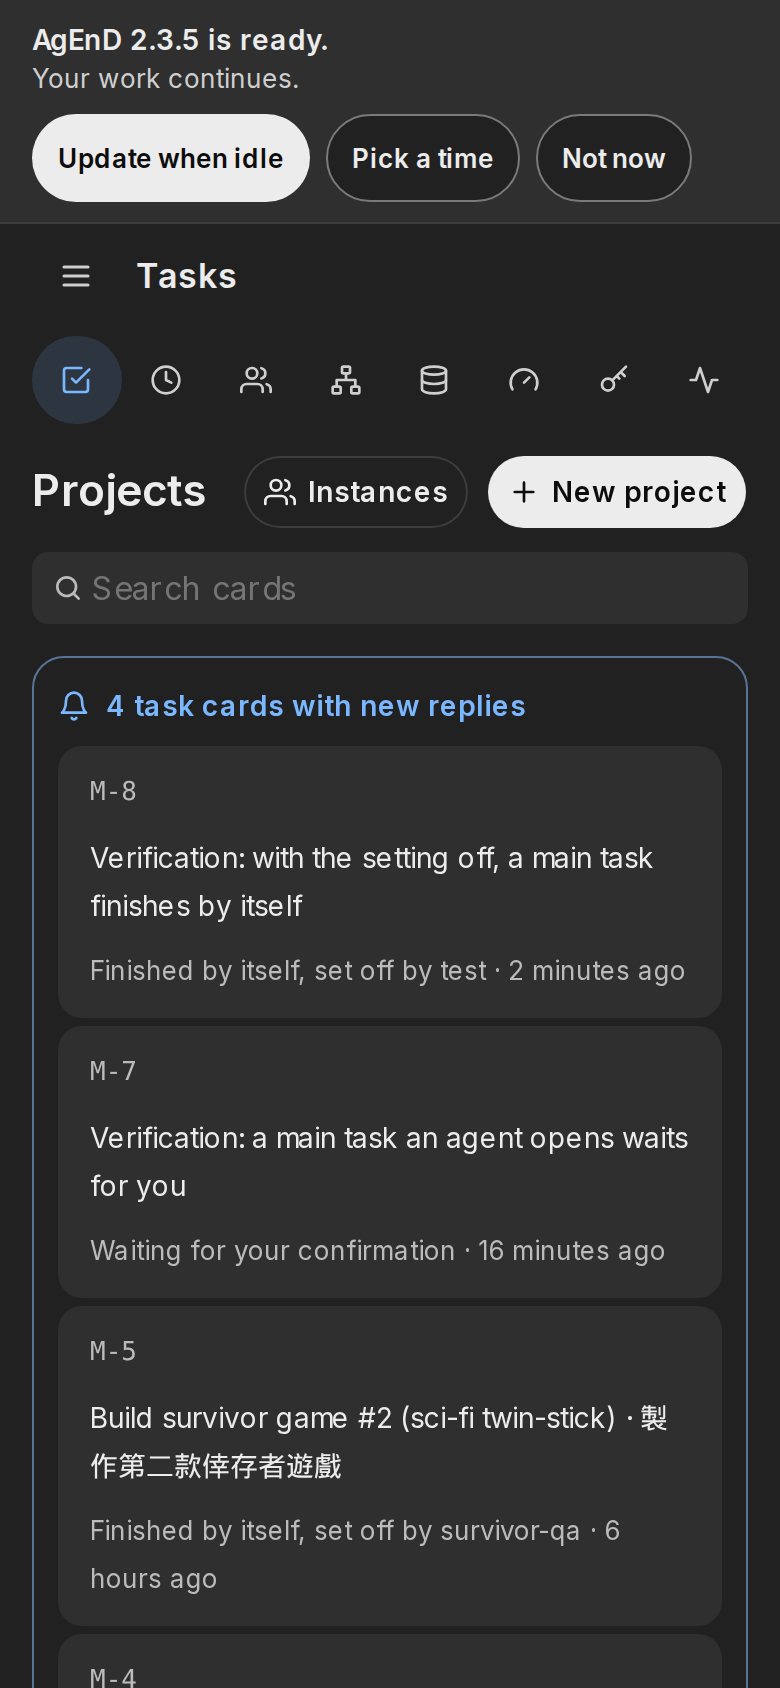 AgEnD 2.3.5 is ready.
Your work continues.
Update when idle
Pick a time
Not now
Tasks
Projects
Instances
New project
Search cards
4 task cards with new replies
M-8
Verification: with the setting off, a main task
finishes by itself
Finished by itself, set off by test · 2 minutes ago
M-7
Verification: a main task an agent opens waits
for you
Waiting for your confirmation · 16 minutes ago
M-5
Build survivor game #2 (sci-fi twin-stick) · 製
作第二款倖存者遊戲
Finished by itself, set off by survivor-qa · 6
hours ago
M-4